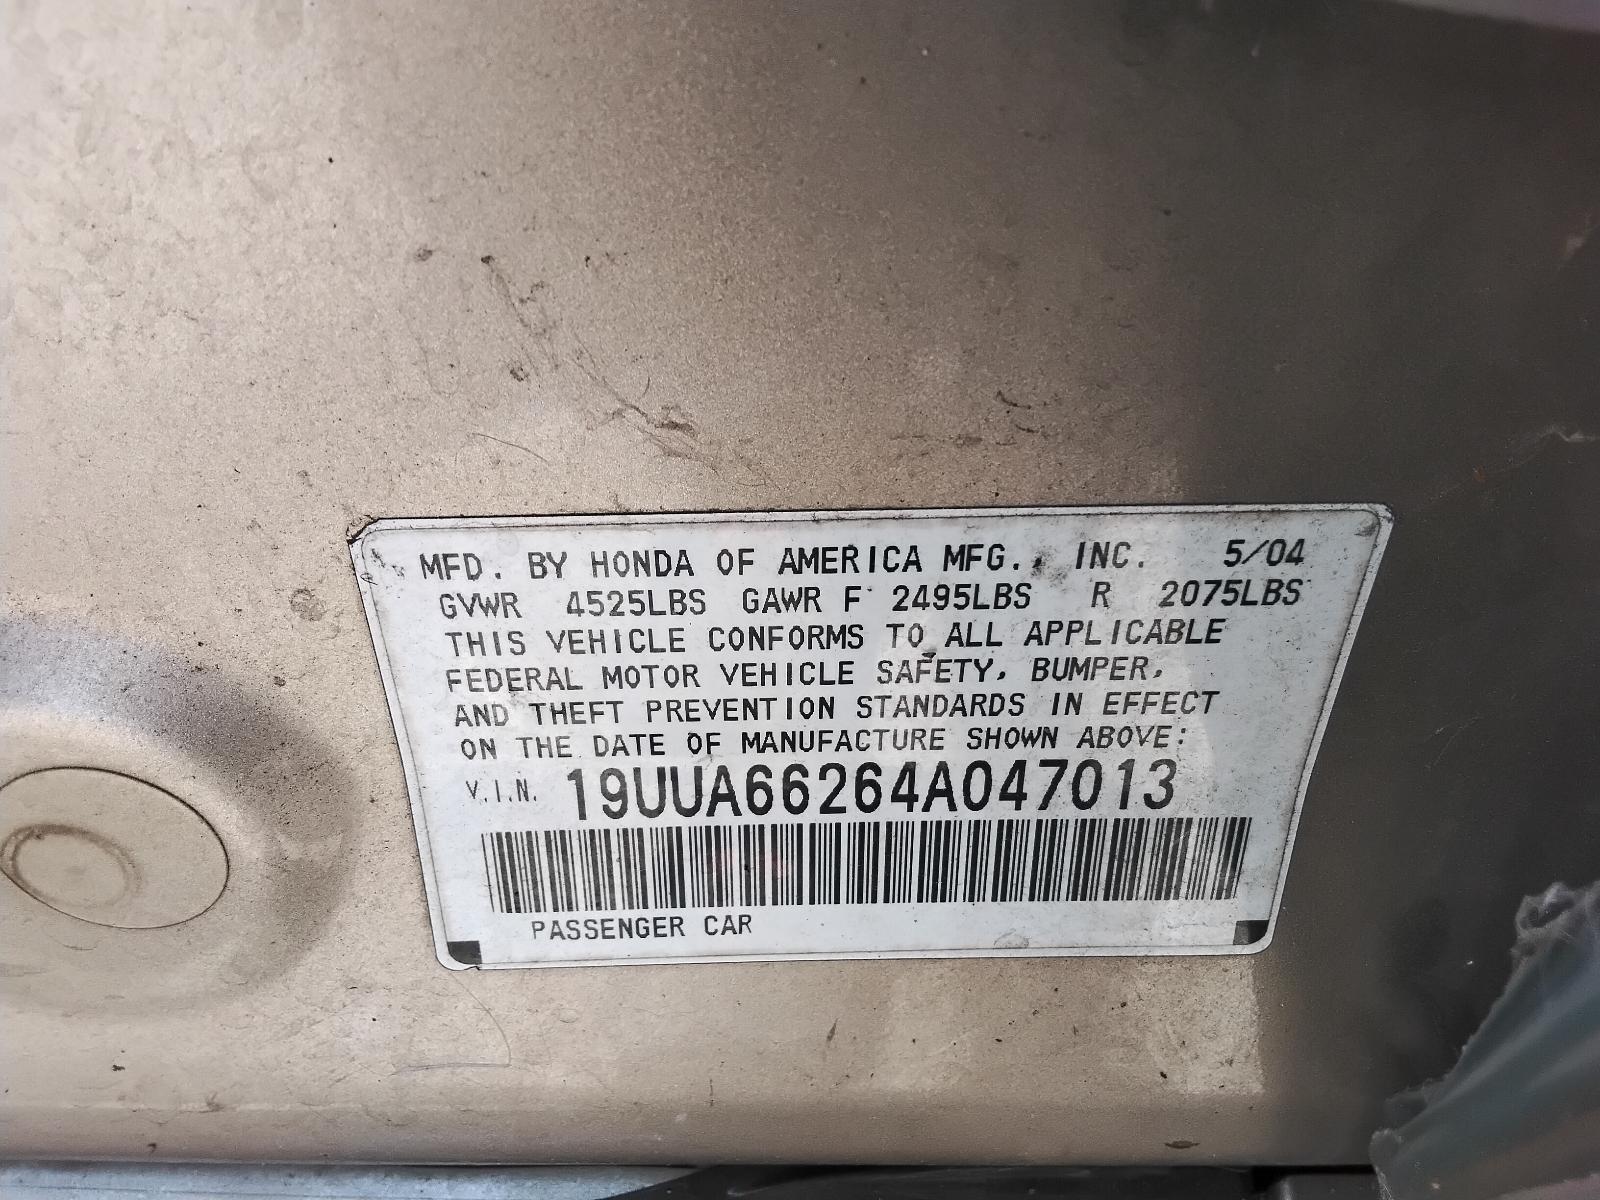 MFD. BY HONDA OF AMERICA MFG., INC. 5/04
GVWR 4525LBS GAWR F 2495LBS R 2075LBS
THIS VEHICLE CONFORMS TO ALL APPLICABLE
FEDERAL MOTOR VEHICLE SAFETY, BUMPER,
AND THEFT PREVENTION STANDARDS IN EFFECT
ON THE DATE OF MANUFACTURE SHOWN ABOVE:
V.I.N. 19UUA66264A047013
PASSENGER CAR